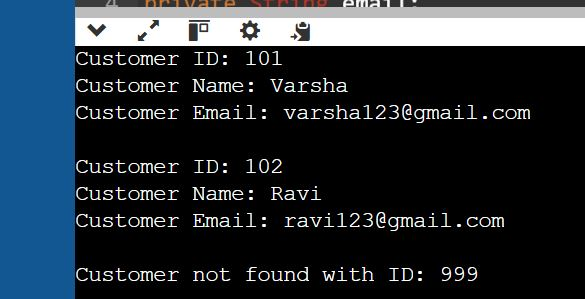 4 private String email;
Customer ID: 101
Customer Name: Varsha
Customer Email: varsha123@gmail.com
Customer ID: 102
Customer Name: Ravi
Customer Email: ravi123@gmail.com
Customer not found with ID: 999